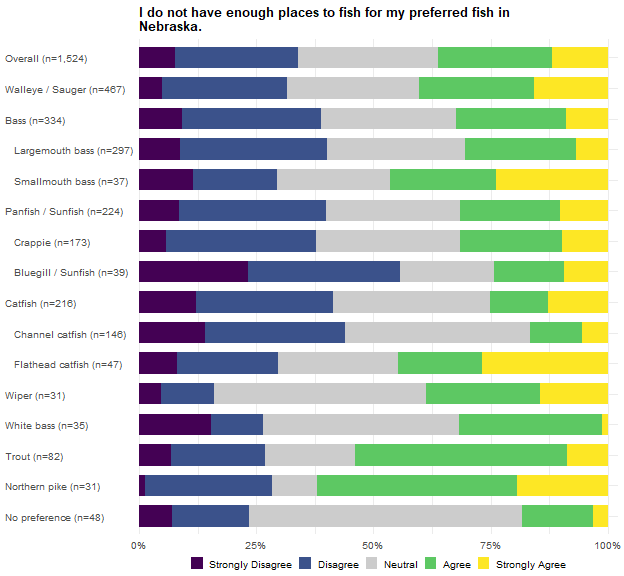 I do not have enough places to fish for my preferred fish in
Nebraska.
Overall (n=1,524)
Walleye / Sauger (n=467)
Bass (n=334)
Largemouth bass (n=297)
Smallmouth bass (n=37)
Panfish / Sunfish (n=224)
Crappie (n=173)
Bluegill / Sunfish (n=39)
Catfish (n=216)
Channel catfish (n=146)
Flathead catfish (n=47)
Wiper (n=31)
White bass (n=35)
Trout (n=82)
Northern pike (n=31)
No preference (n=48)
0% 25% 50% 75% 100%
Strongly Disagree Disagree Neutral Agree Strongly Agree